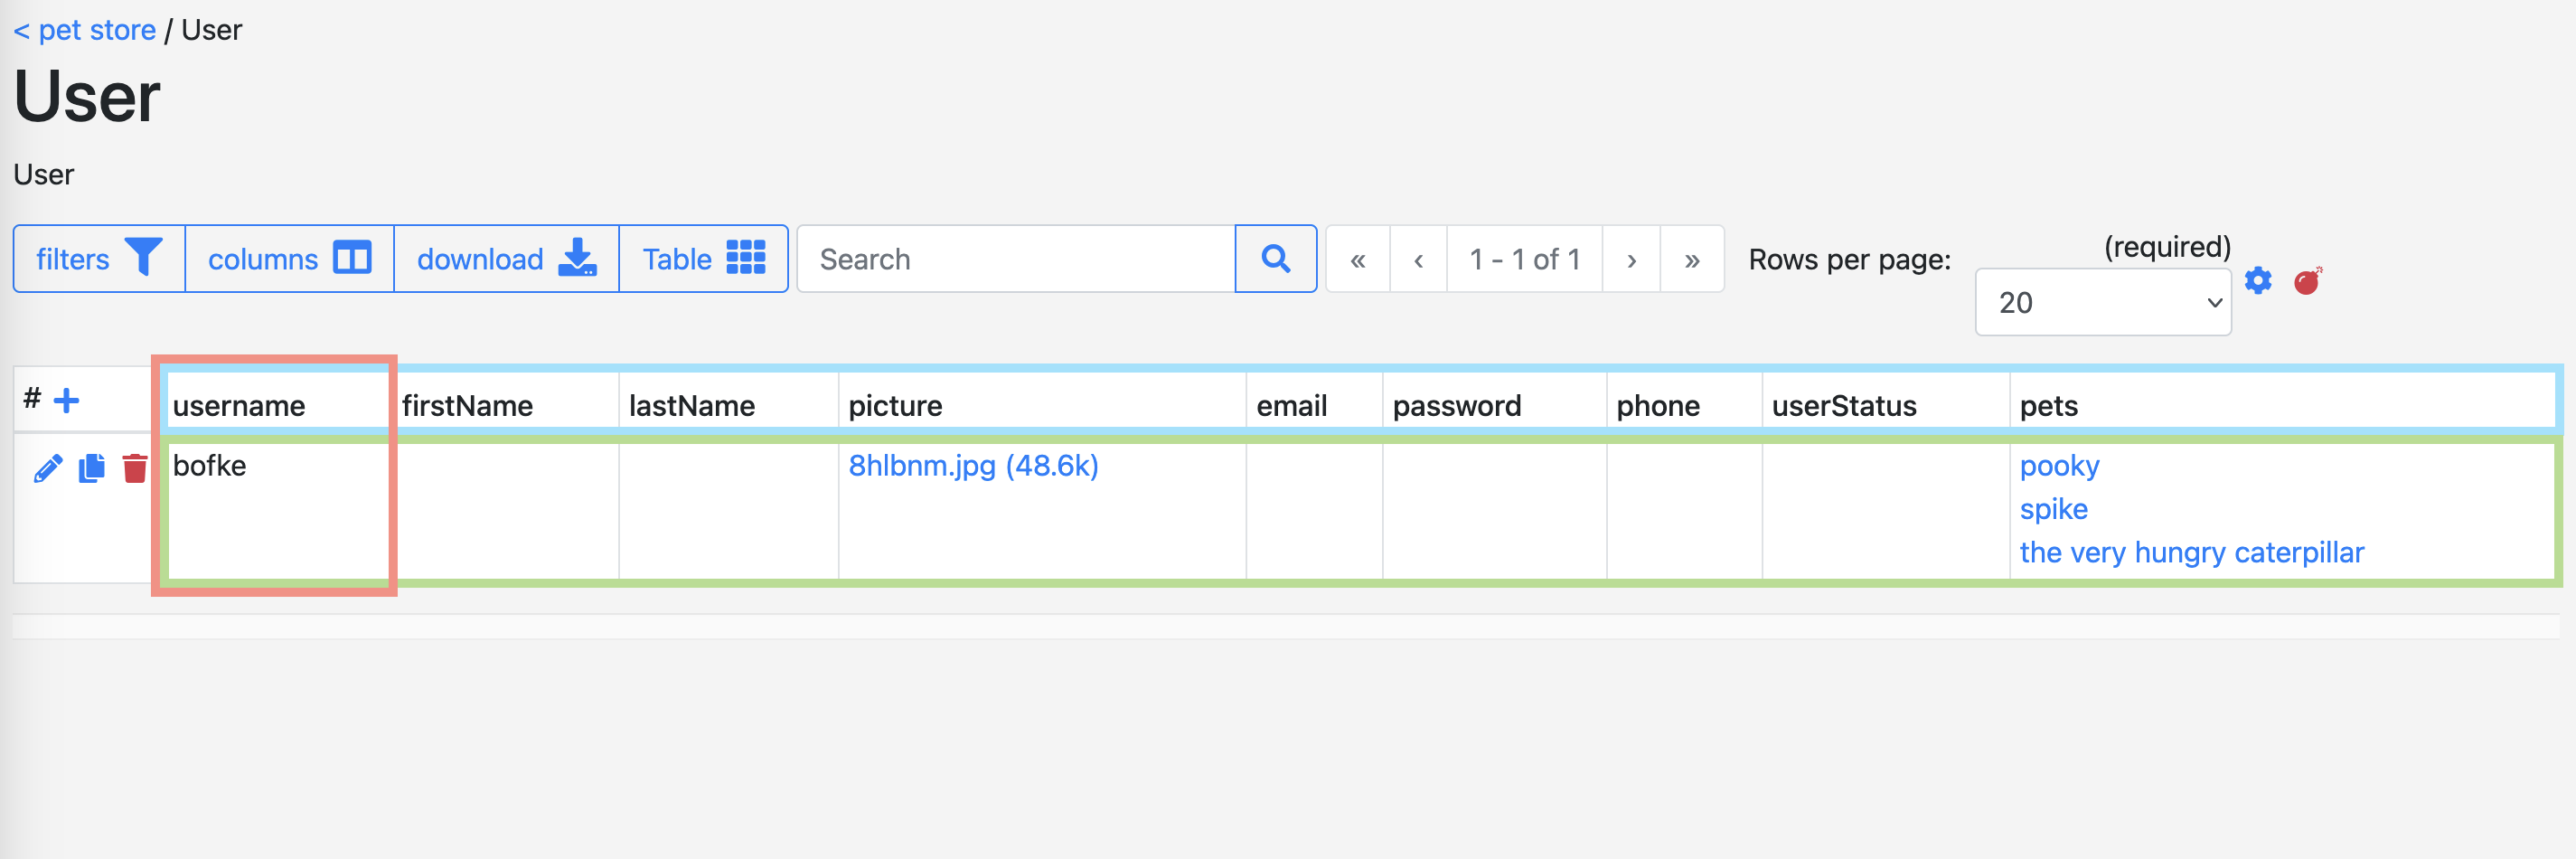 < pet store / User
User
User
filters columns download Table Search « ‹ 1 - 1 of 1 › » Rows per page: (required) 20
# + username firstName lastName picture email password phone userStatus pets
bofke 8hlbnm.jpg (48.6k) pooky
spike
the very hungry caterpillar